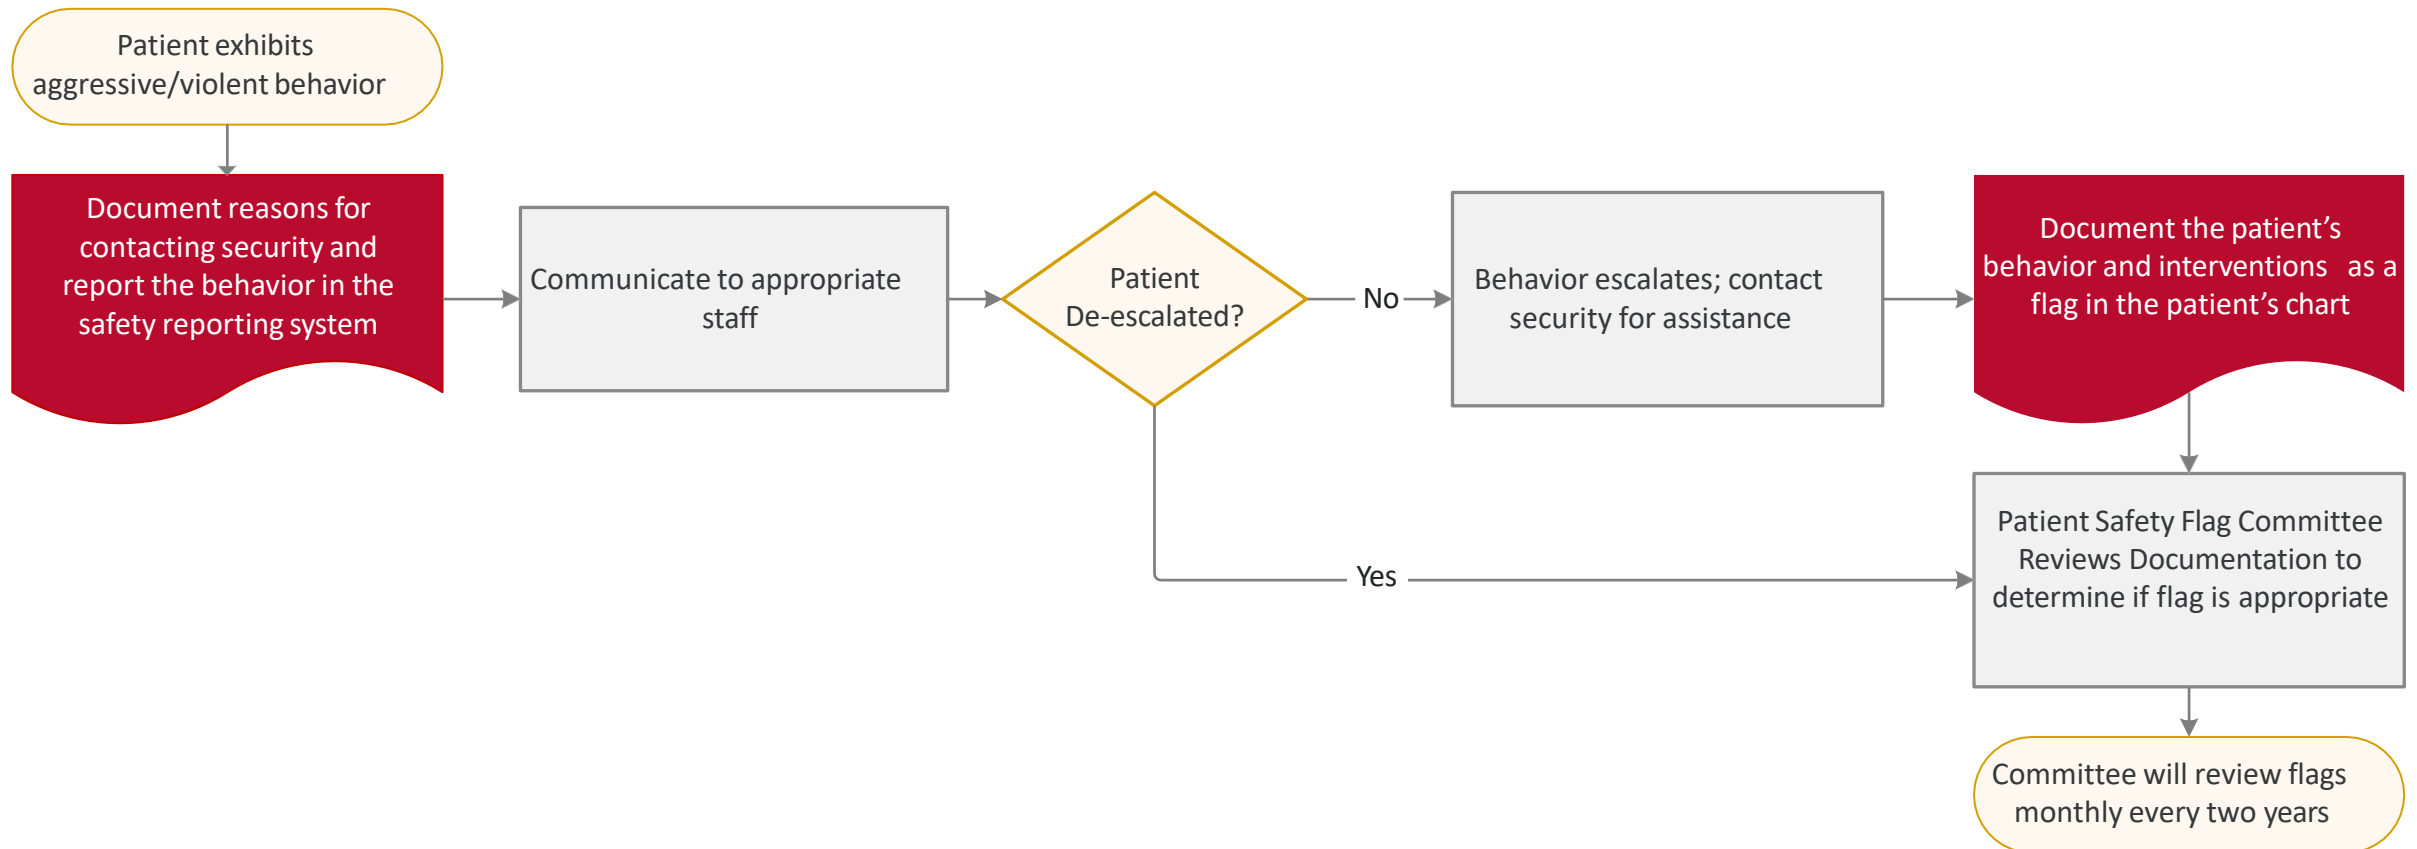 Patient exhibits
aggressive/violent behavior
Document reasons for
contacting security and
report the behavior in the
safety reporting system
Communicate to appropriate
staff
Patient
De-escalated?
No
Behavior escalates; contact
security for assistance
Document the patient’s
behavior and interventions as a
flag in the patient’s chart
Yes
Patient Safety Flag Committee
Reviews Documentation to
determine if flag is appropriate
Committee will review flags
monthly every two years